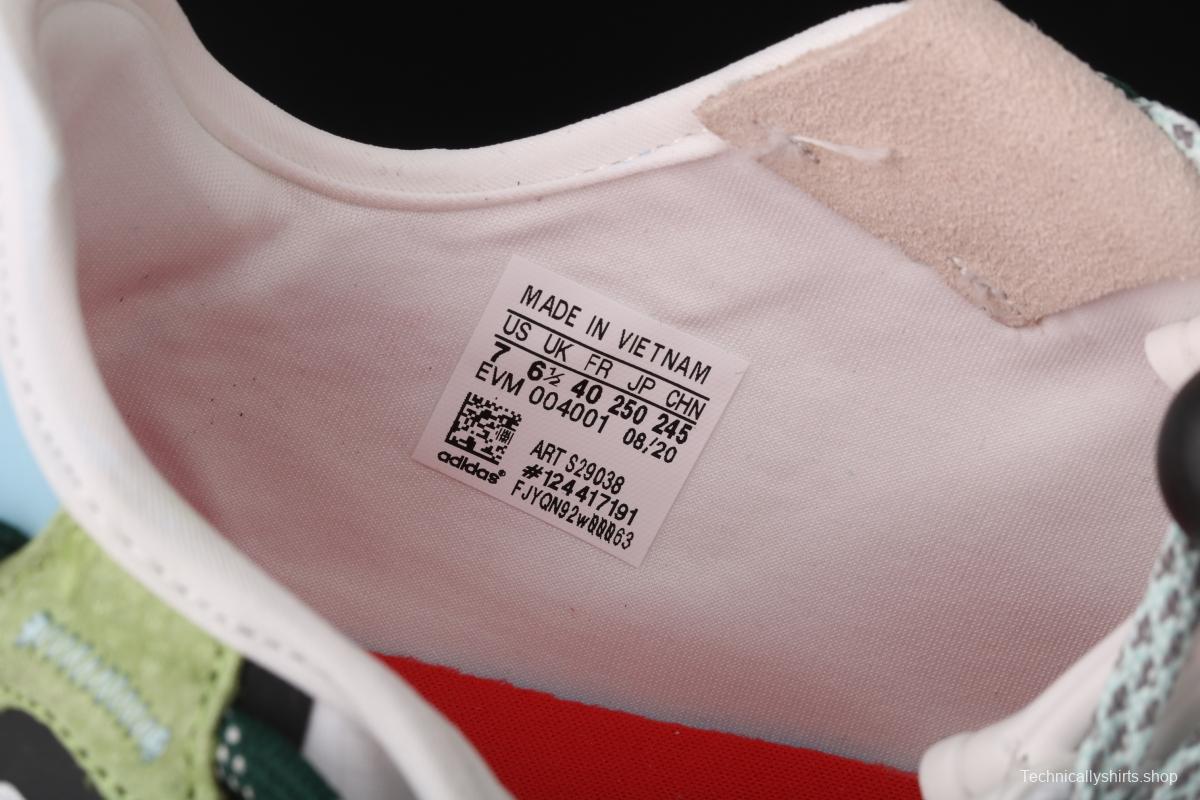 MADE IN VIETNAM
US UK FR JP CHN
7 6½ 40 250 245
EVM 004001 08/20
ART S29038
#124417191
adidas®
FJYQN92wQQQ63
Technicallyshirts.shop